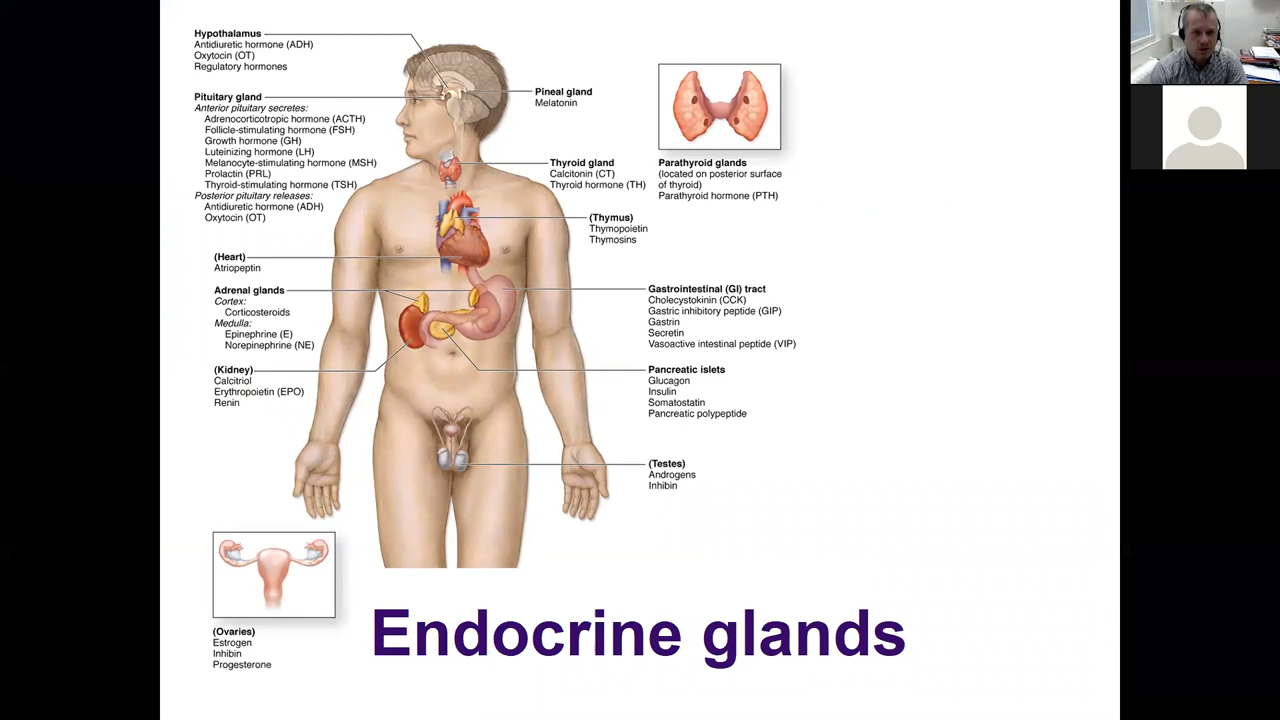 Hypothalamus
Antidiuretic hormone (ADH)
Oxytocin (OT)
Regulatory hormones
Pituitary gland
Anterior pituitary secretes:
Adrenocorticotropic hormone (ACTH)
Follicle-stimulating hormone (FSH)
Growth hormone (GH)
Luteinizing hormone (LH)
Melanocyte-stimulating hormone (MSH)
Prolactin (PRL)
Thyroid-stimulating hormone (TSH)
Posterior pituitary releases:
Antidiuretic hormone (ADH)
Oxytocin (OT)
(Heart)
Atriopeptin
Adrenal glands
Cortex:
Corticosteroids
Medulla:
Epinephrine (E)
Norepinephrine (NE)
(Kidney)
Calcitriol
Erythropoietin (EPO)
Renin
Pineal gland
Melatonin
Thyroid gland
Calcitonin (CT)
Thyroid hormone (TH)
Parathyroid glands
(located on posterior surface
of thyroid)
Parathyroid hormone (PTH)
(Thymus)
Thymopoietin
Thymosins
Gastrointestinal (GI) tract
Cholecystokinin (CCK)
Gastric inhibitory peptide (GIP)
Gastrin
Secretin
Vasoactive intestinal peptide (VIP)
Pancreatic islets
Glucagon
Insulin
Somatostatin
Pancreatic polypeptide
(Testes)
Androgens
Inhibin
(Ovaries)
Estrogen
Inhibin
Progesterone
Endocrine glands